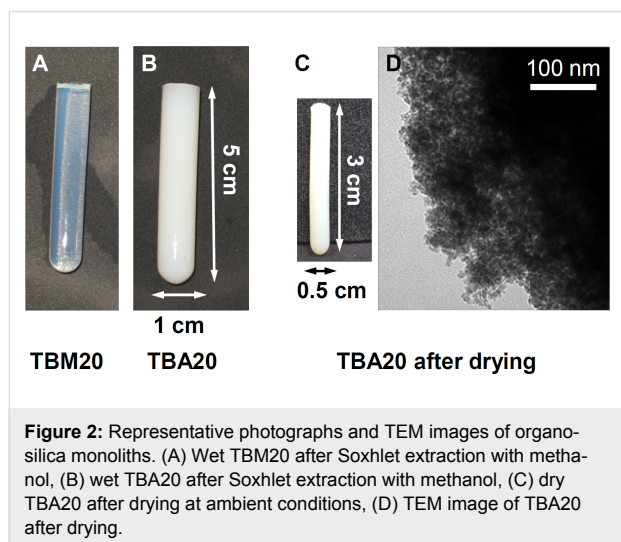 A
B
C
D
100 nm
5 cm
3 cm
0.5 cm
1 cm
TBM20
TBA20
TBA20 after drying
Figure 2: Representative photographs and TEM images of organo-
silica monoliths. (A) Wet TBM20 after Soxhlet extraction with metha-
nol, (B) wet TBA20 after Soxhlet extraction with methanol, (C) dry
TBA20 after drying at ambient conditions, (D) TEM image of TBA20
after drying.